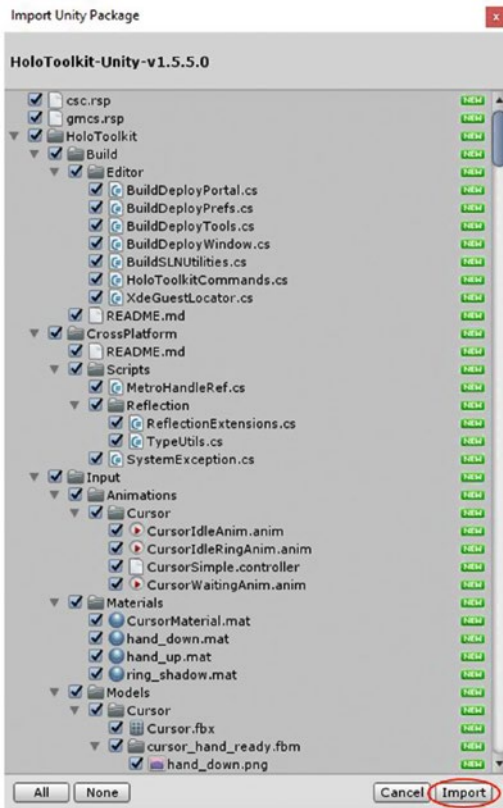 Import Unity Package
x
HoloToolkit-Unity-v1.5.5.0
csc.rsp NEW
gmcs.rsp NEW
HoloToolkit NEW
Build NEW
Editor NEW
BuildDeployPortal.cs NEW
BuildDeployPrefs.cs NEW
BuildDeployTools.cs NEW
BuildDeployWindow.cs NEW
BuildSLNUtilities.cs NEW
HoloToolkitCommands.cs NEW
XdeGuestLocator.cs NEW
README.md NEW
CrossPlatform NEW
README.md NEW
Scripts NEW
MetroHandleRef.cs NEW
Reflection NEW
ReflectionExtensions.cs NEW
TypeUtils.cs NEW
SystemException.cs NEW
Input NEW
Animations NEW
Cursor NEW
CursorIdleAnim.anim NEW
CursorIdleRingAnim.anim NEW
CursorSimple.controller NEW
CursorWaitingAnim.anim NEW
Materials NEW
CursorMaterial.mat NEW
hand_down.mat NEW
hand_up.mat NEW
ring_shadow.mat NEW
Models NEW
Cursor NEW
Cursor.fbx NEW
cursor_hand_ready.fbm NEW
hand_down.png NEW
All None Cancel Import